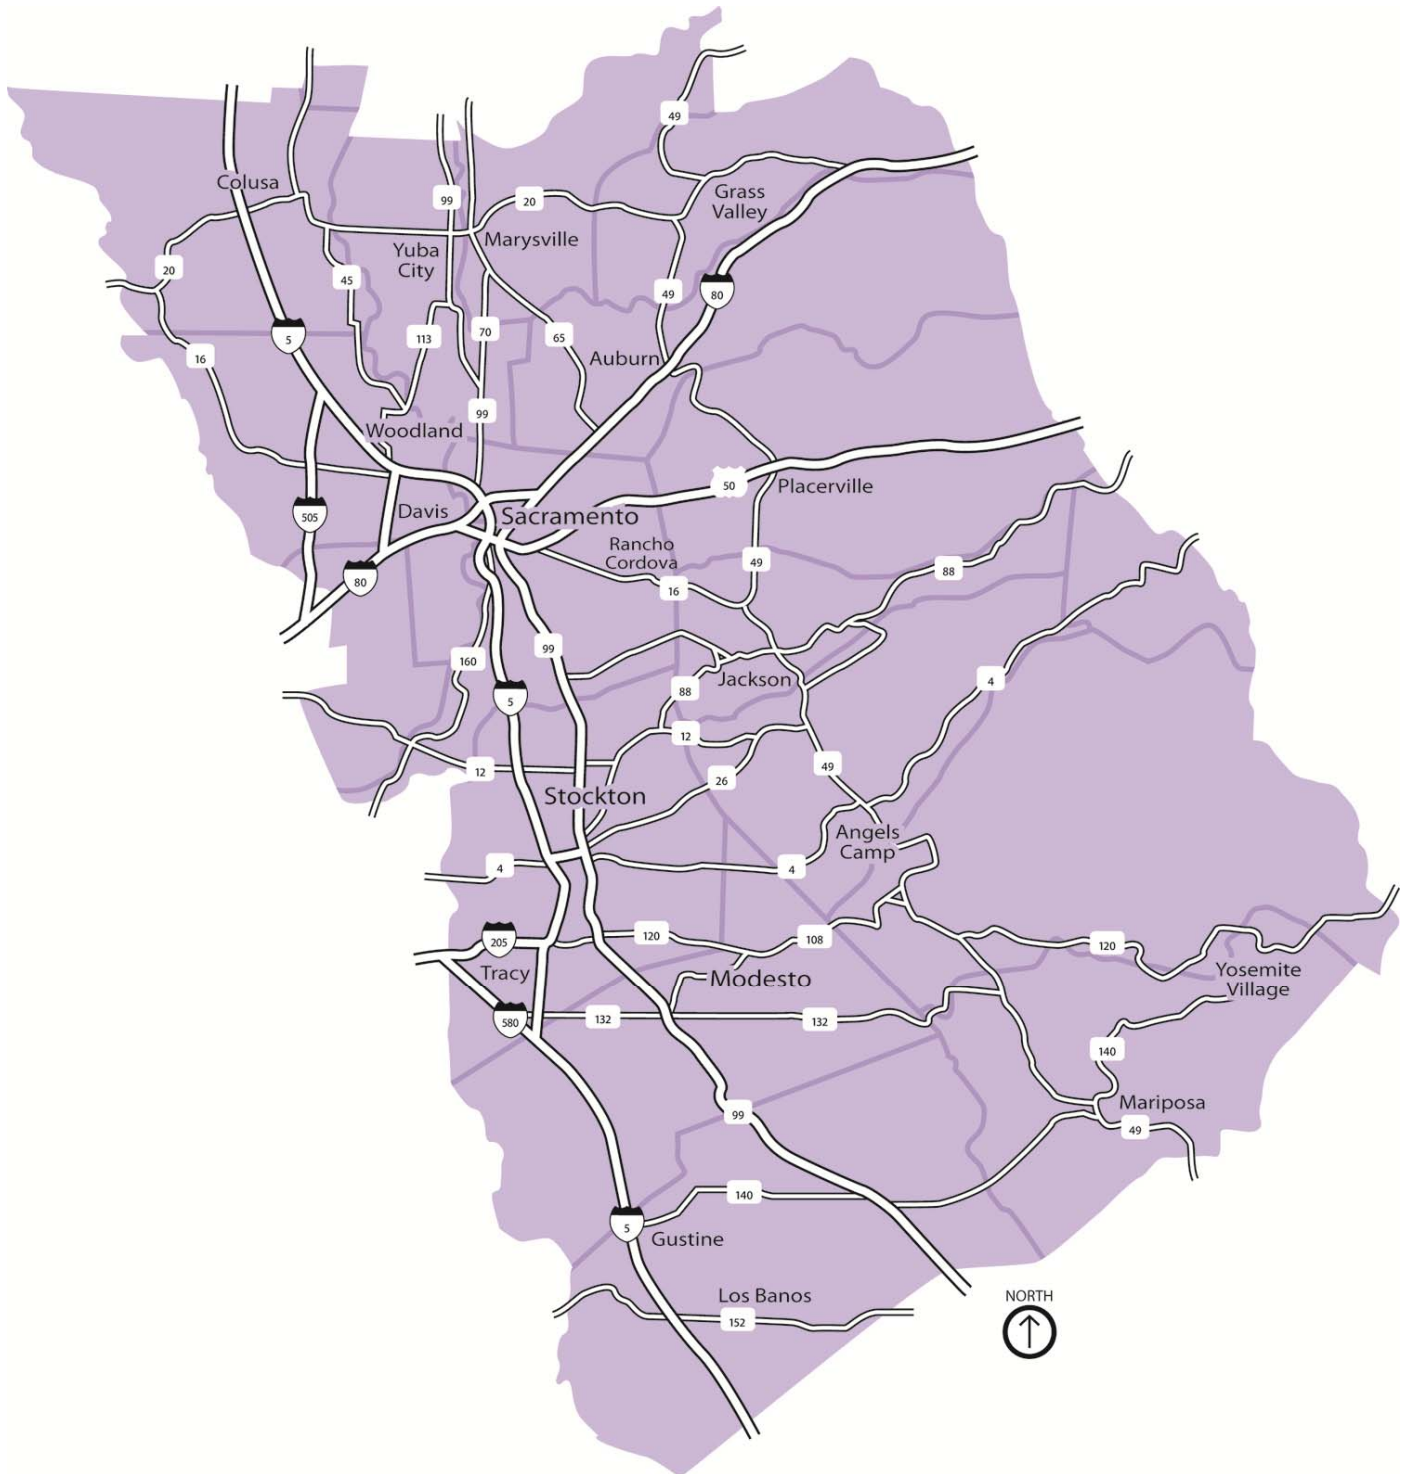 49
Colusa
99
20
Grass
Valley
Yuba
City
Marysville
20
45
49
80
5
113
70
65
16
Auburn
99
Woodland
50
Placerville
505
Davis
Sacramento
Rancho
Cordova
49
88
80
16
99
160
Jackson
4
88
5
12
49
12
26
Stockton
Angels
Camp
4
4
205
120
108
120
Tracy
Modesto
Yosemite
Village
580
132
132
140
99
Mariposa
49
140
5
Gustine
Los Banos
152
NORTH